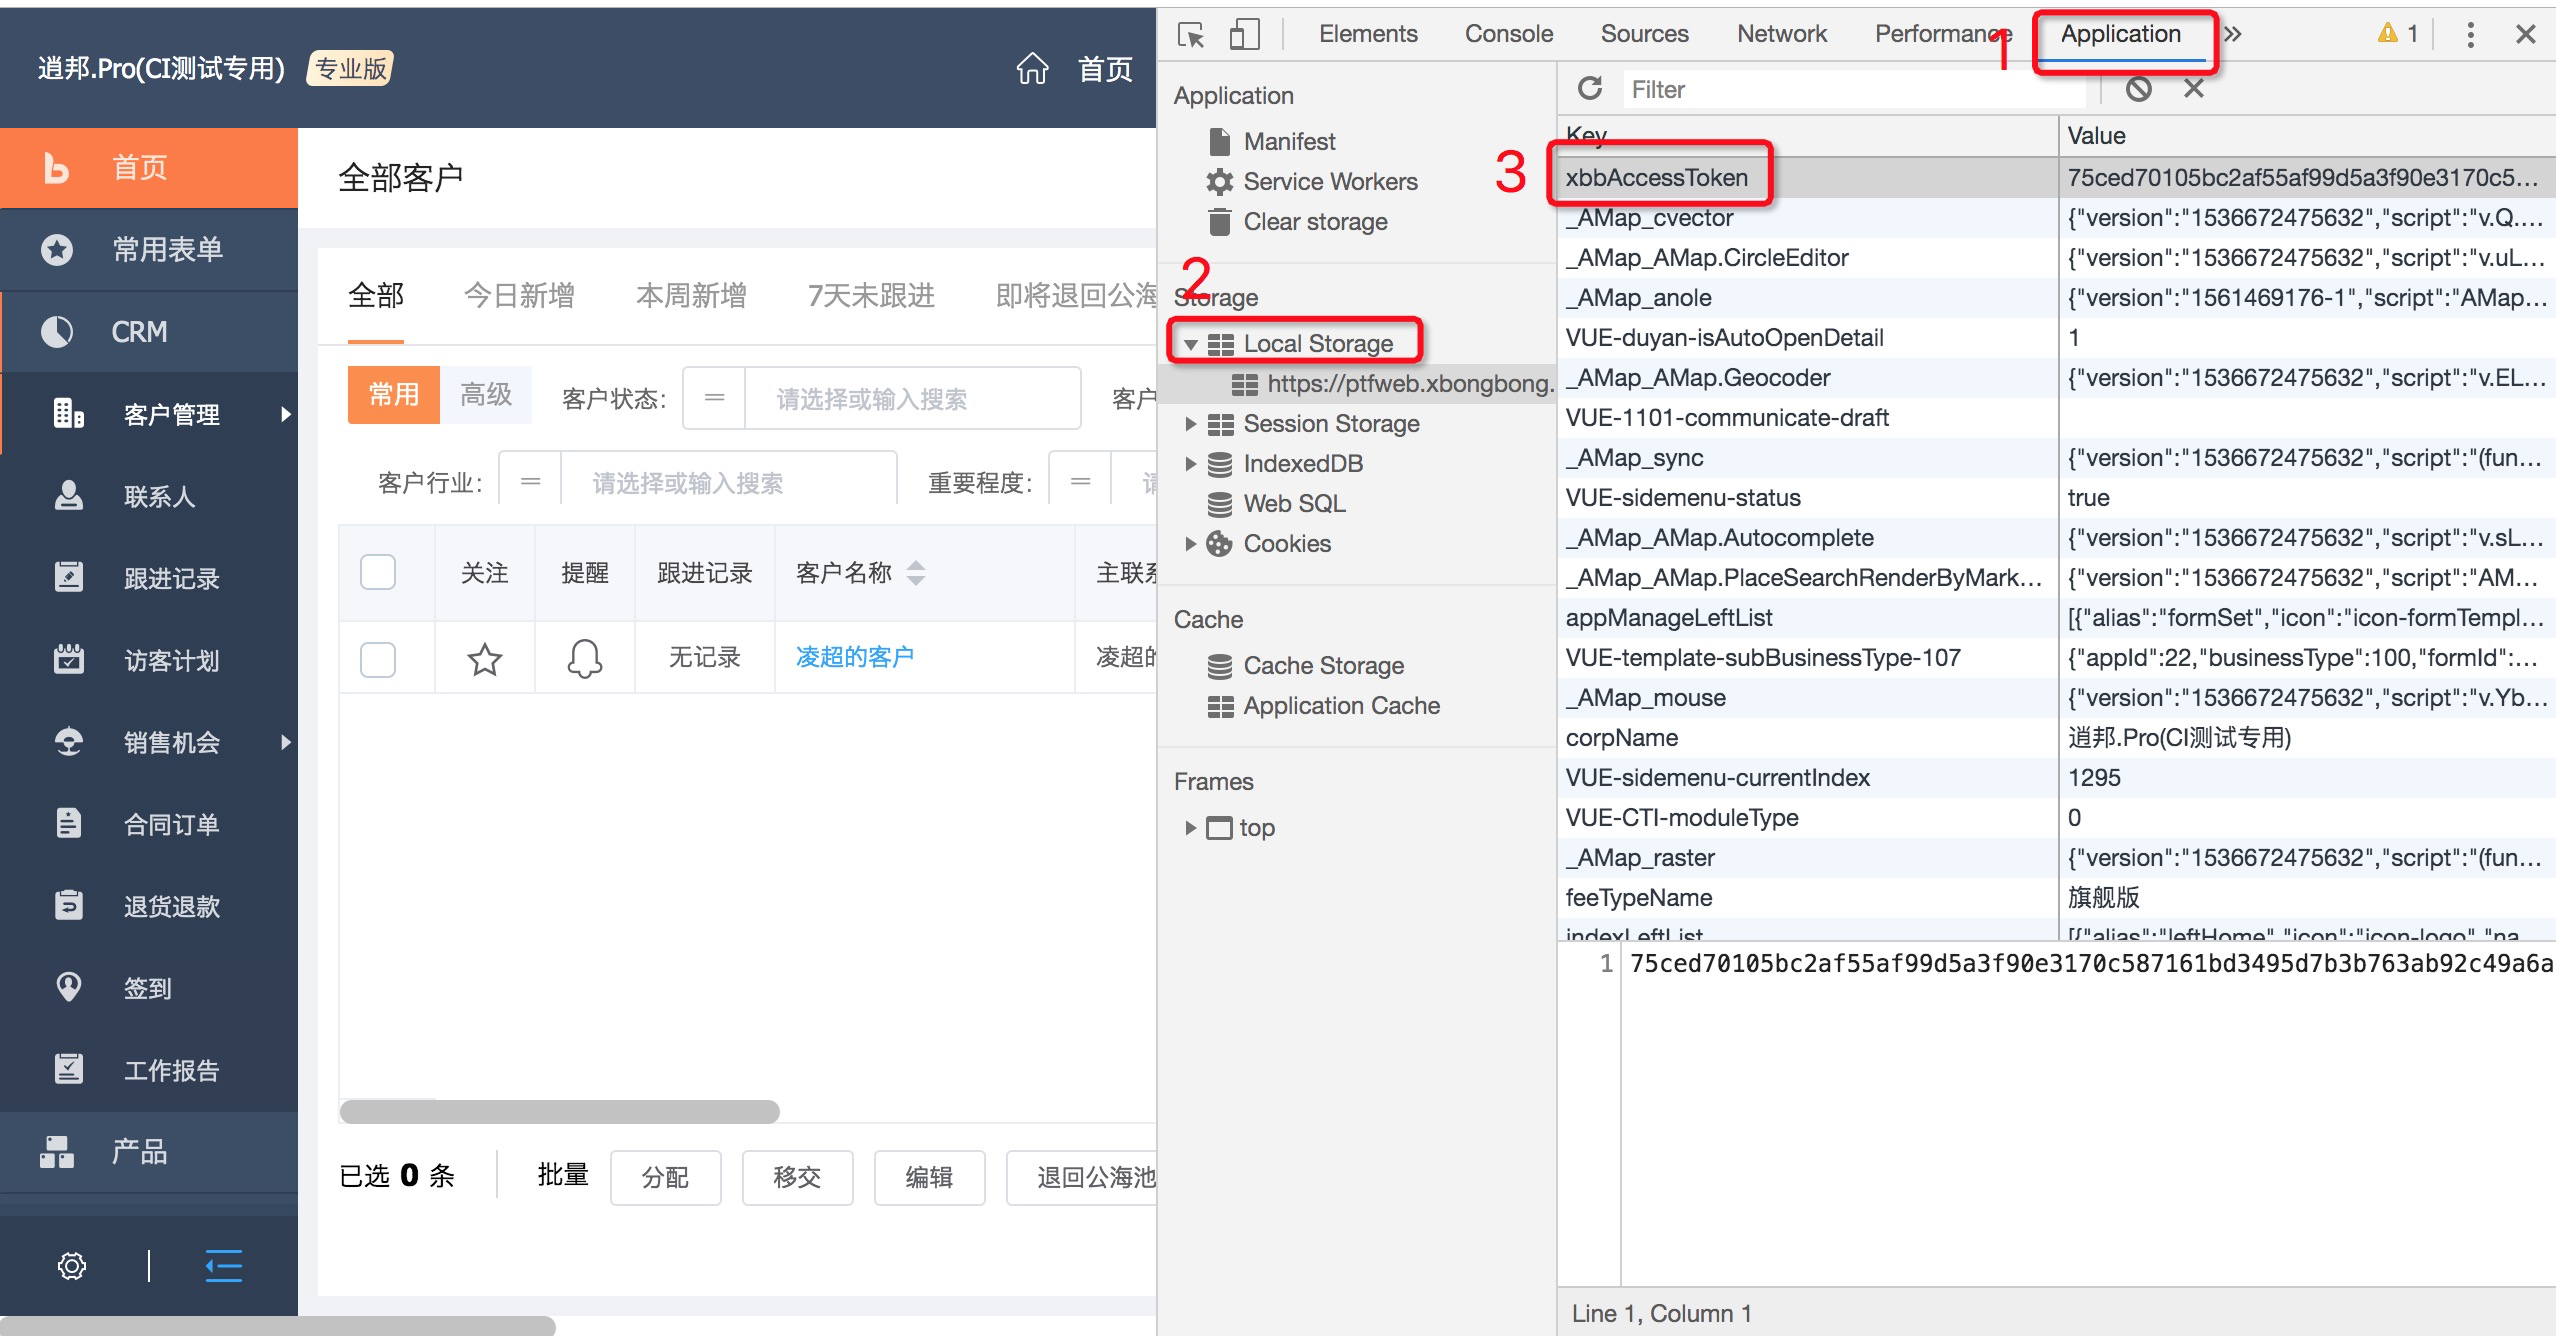 逍邦.Pro(CI测试专用) 专业版
首页
首页
常用表单
CRM
客户管理
联系人
跟进记录
访客计划
销售机会
合同订单
退货退款
签到
工作报告
产品
全部客户
全部 今日新增 本周新增 7天未跟进 即将退回公海
常用 高级 客户状态: = 请选择或输入搜索 客户
客户行业: = 请选择或输入搜索 重要程度: = 请
关注 提醒 跟进记录 客户名称 主联系
无记录 凌超的客户 凌超的
已选 0 条 批量 分配 移交 编辑 退回公海池
Elements Console Sources Network Performance Application 1
1
Application
Manifest
Service Workers
Clear storage
2
Storage
Local Storage
https://ptfweb.xbongbong.
Session Storage
IndexedDB
Web SQL
Cookies
Cache
Cache Storage
Application Cache
Frames
top
Filter
Key Value
3
xbbAccessToken 75ced70105bc2af55af99d5a3f90e3170c5...
_AMap_cvector {"version":"1536672475632","script":"v.Q....
_AMap_AMap.CircleEditor {"version":"1536672475632","script":"v.uL...
_AMap_anole {"version":"1561469176-1","script":"AMap...
VUE-duyan-isAutoOpenDetail 1
_AMap_AMap.Geocoder {"version":"1536672475632","script":"v.EL...
VUE-1101-communicate-draft
_AMap_sync {"version":"1536672475632","script":"(fun...
VUE-sidemenu-status true
_AMap_AMap.Autocomplete {"version":"1536672475632","script":"v.sL...
_AMap_AMap.PlaceSearchRenderByMark... {"version":"1536672475632","script":"AM...
appManageLeftList [{"alias":"formSet","icon":"icon-formTempl...
VUE-template-subBusinessType-107 {"appId":22,"businessType":100,"formId":...
_AMap_mouse {"version":"1536672475632","script":"v.Yb...
corpName 逍邦.Pro(CI测试专用)
VUE-sidemenu-currentIndex 1295
VUE-CTI-moduleType 0
_AMap_raster {"version":"1536672475632","script":"(fun...
feeTypeName 旗舰版
indexLeftList [{"alias":"leftHome","icon":"icon-logo","na...
1 75ced70105bc2af55af99d5a3f90e3170c587161bd3495d7b3b763ab92c49a6a
Line 1, Column 1